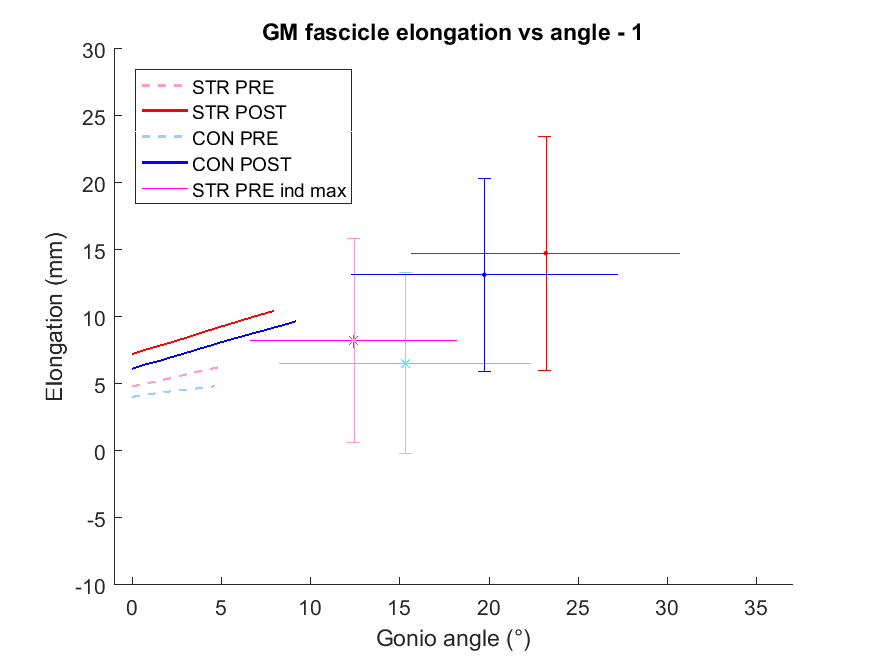 GM fascicle elongation vs angle - 1
30
25
20
15
10
5
0
-5
-10
Elongation (mm)
STR PRE
STR POST
CON PRE
CON POST
STR PRE ind max
0 5 10 15 20 25 30 35
Gonio angle (°)